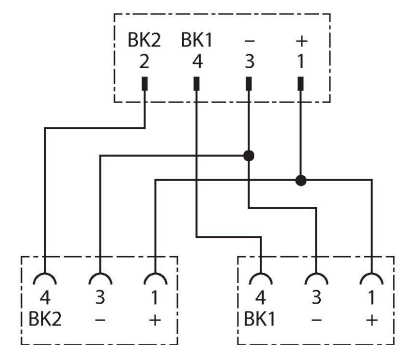 BK2 BK1 – +
2 4 3 1
4 3 1 4 3 1
BK2 – + BK1 – +